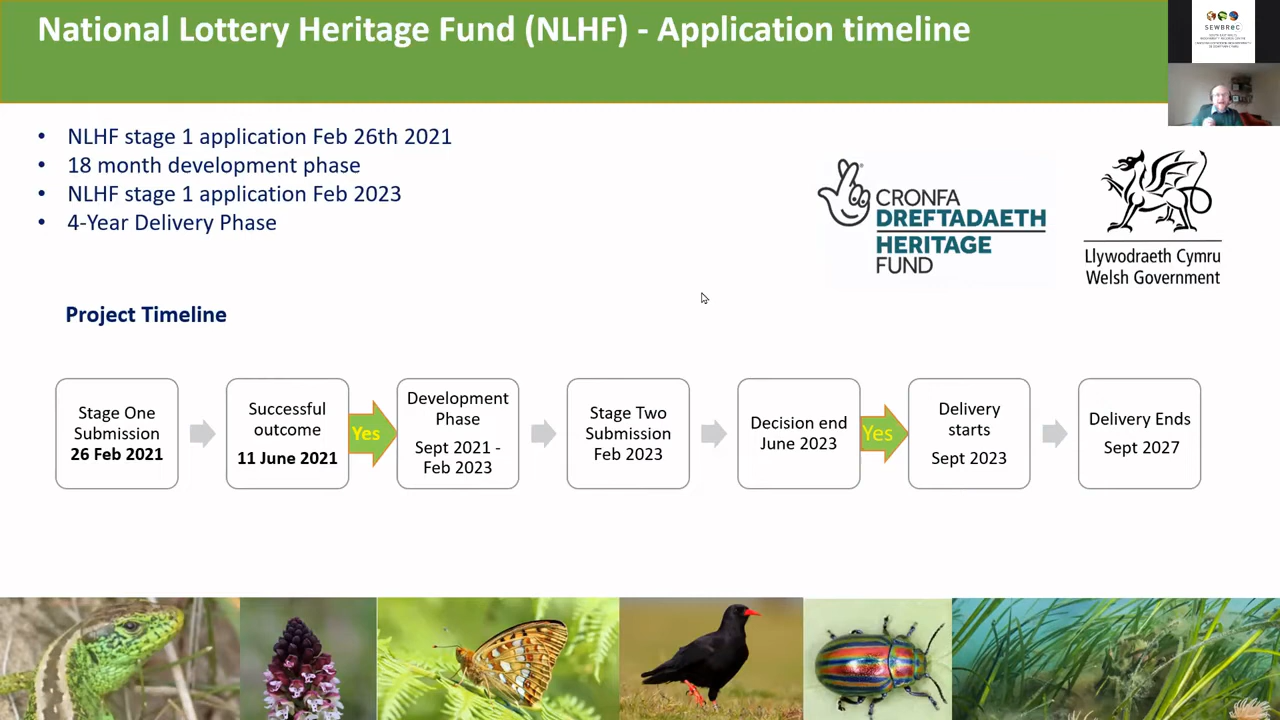 National Lottery Heritage Fund (NLHF) - Application timeline
SEWBReC
• NLHF stage 1 application Feb 26th 2021
• 18 month development phase
• NLHF stage 1 application Feb 2023
• 4-Year Delivery Phase
CRONFA
DREFTADAETH
HERITAGE
FUND
Llywodraeth Cymru
Welsh Government
Project Timeline
Stage One
Submission
26 Feb 2021
Successful
outcome
11 June 2021
Yes
Development
Phase
Sept 2021 -
Feb 2023
Stage Two
Submission
Feb 2023
Decision end
June 2023
Yes
Delivery
starts
Sept 2023
Delivery Ends
Sept 2027